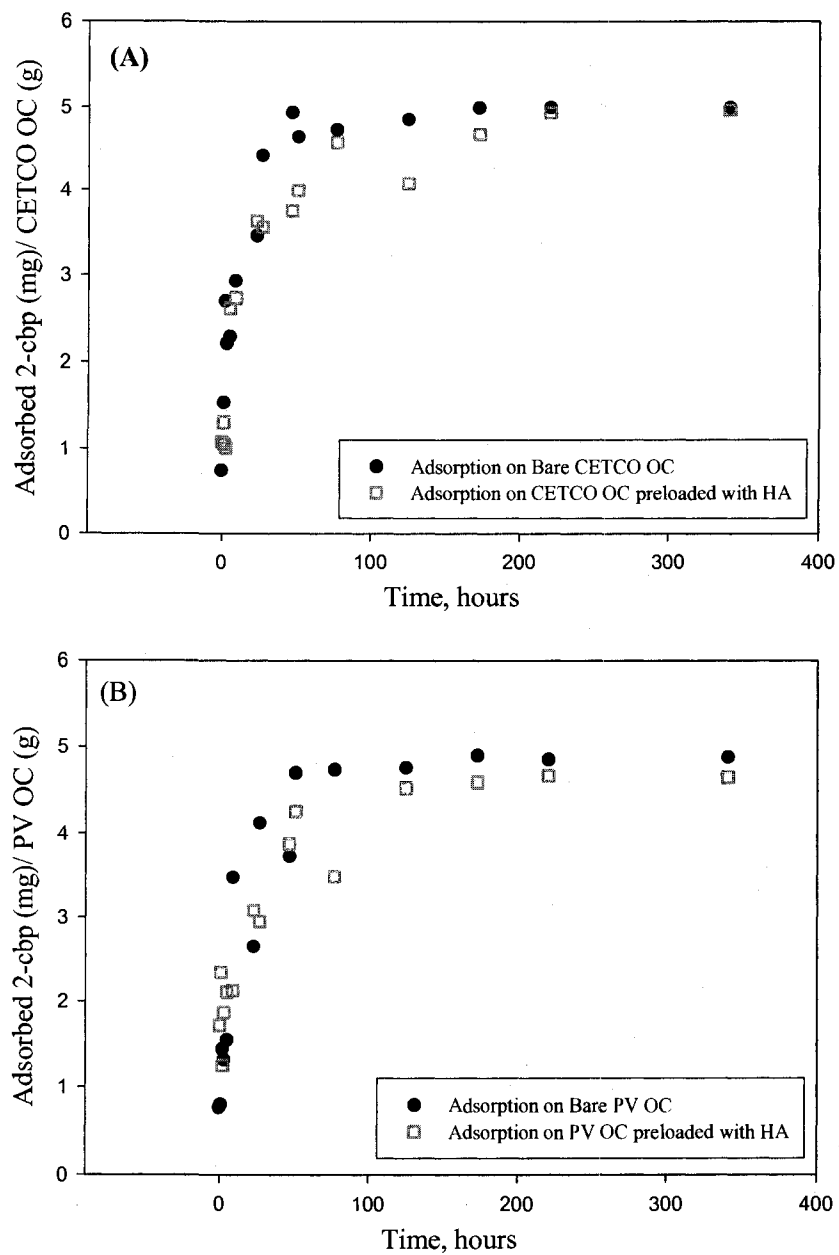 (A)
Adsorbed 2-cbp (mg)/ CETCO OC (g)
6
5
4
3
2
1
0
Adsorption on Bare CETCO OC
Adsorption on CETCO OC preloaded with HA
0 100 200 300 400
Time, hours
(B)
Adsorbed 2-cbp (mg)/ PV OC (g)
6
5
4
3
2
1
0
Adsorption on Bare PV OC
Adsorption on PV OC preloaded with HA
0 100 200 300 400
Time, hours